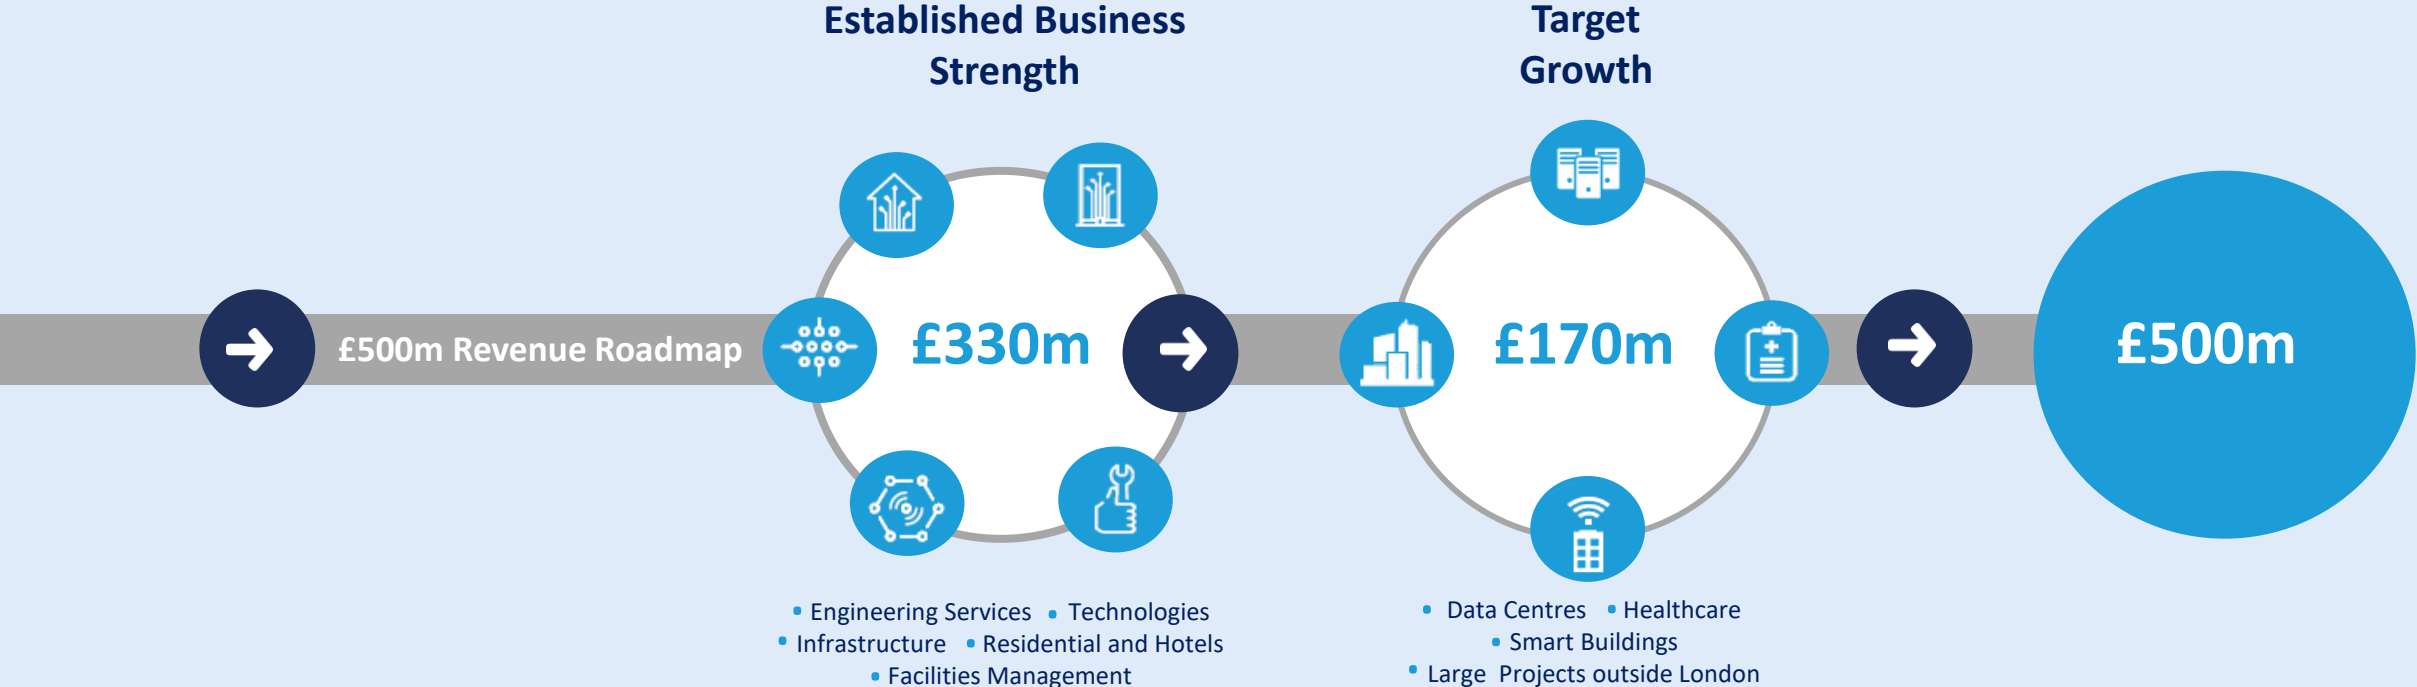 Established Business
Strength
Target
Growth
£500m Revenue Roadmap
£330m
£170m
£500m
• Engineering Services • Technologies
• Infrastructure • Residential and Hotels
• Facilities Management
• Data Centres • Healthcare
• Smart Buildings
• Large Projects outside London